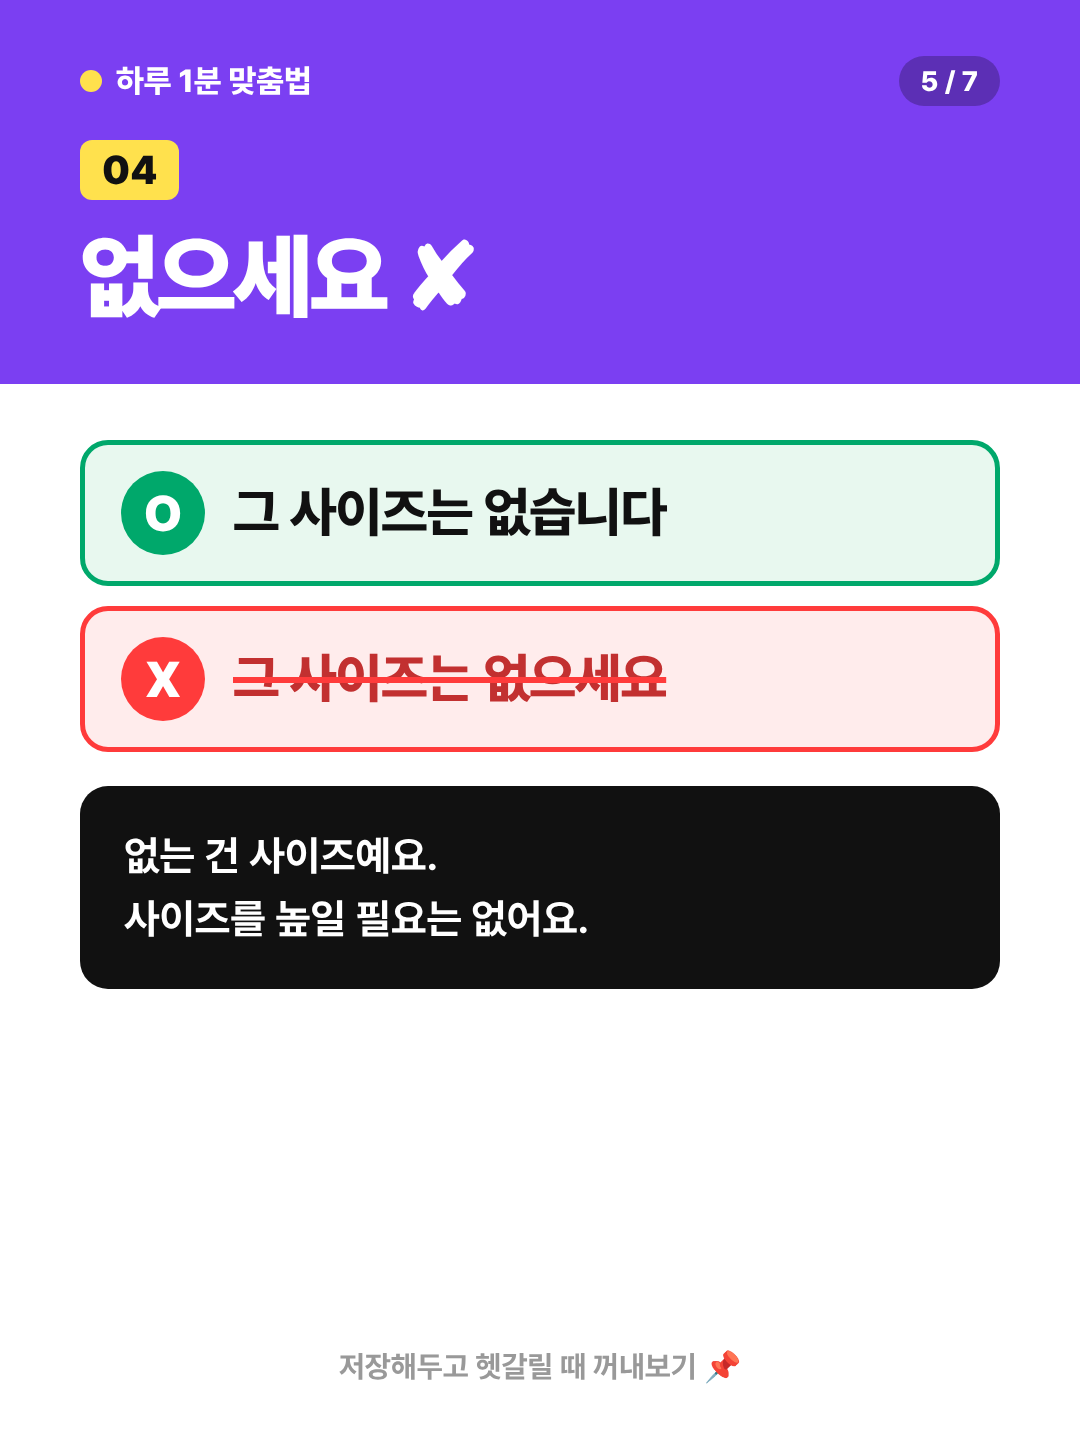 하루 1분 맞춤법
5 / 7
04
없으세요 ✘
O 그 사이즈는 없습니다
X 그 사이즈는 없으세요
없는 건 사이즈예요.
사이즈를 높일 필요는 없어요.
저장해두고 헷갈릴 때 꺼내보기 📌